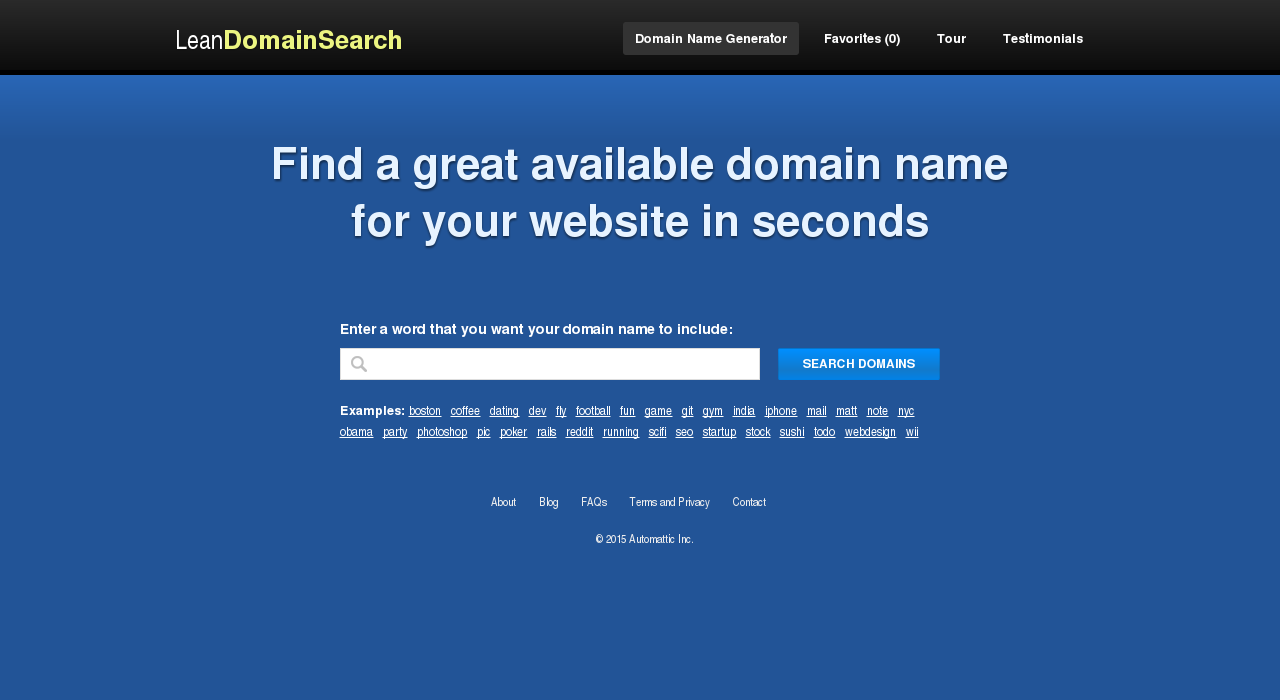 LeanDomainSearch
Domain Name Generator Favorites (0) Tour Testimonials
Find a great available domain name
for your website in seconds
Enter a word that you want your domain name to include:
SEARCH DOMAINS
Examples: boston coffee dating dev fly football fun game git gym india iphone mail matt note nyc
obama party photoshop pic poker rails reddit running scifi seo startup stock sushi todo webdesign wii
About Blog FAQs Terms and Privacy Contact
© 2015 Automattic Inc.